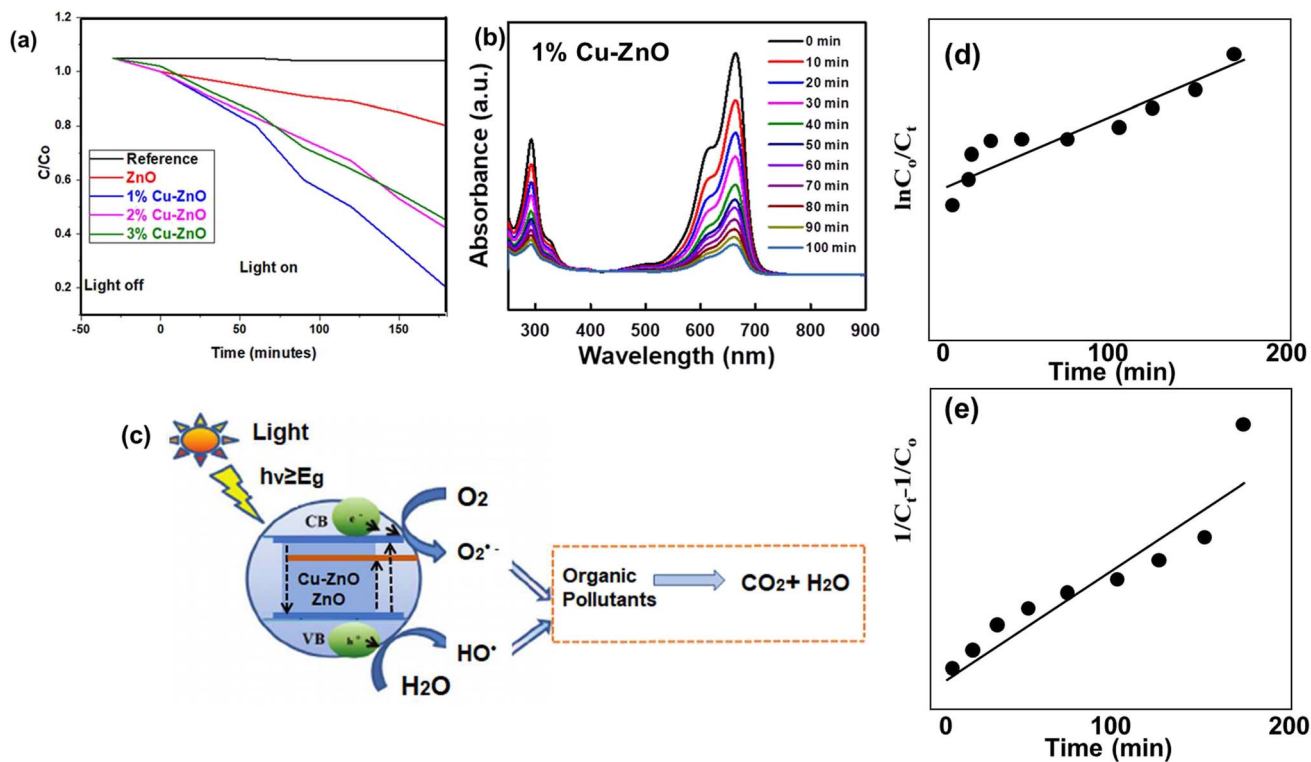 (a)
1.2
1.0
0.8
0.6
0.4
0.2
C/Co
Reference
ZnO
1% Cu-ZnO
2% Cu-ZnO
3% Cu-ZnO
Light on
Light off
-50 0 50 100 150
Time (minutes)
(b)
1% Cu-ZnO
Absorbance (a.u.)
0 min
10 min
20 min
30 min
40 min
50 min
60 min
70 min
80 min
90 min
100 min
300 400 500 600 700 800 900
Wavelength (nm)
(d)
lnCo/Ct
0 100 200
Time (min)
(c)
Light
hν≥Eg
CB
e-
O2
O2•-
Cu-ZnO
ZnO
VB
h+
HO•
H2O
Organic
Pollutants
CO2+ H2O
(e)
1/Ct-1/Co
0 100 200
Time (min)